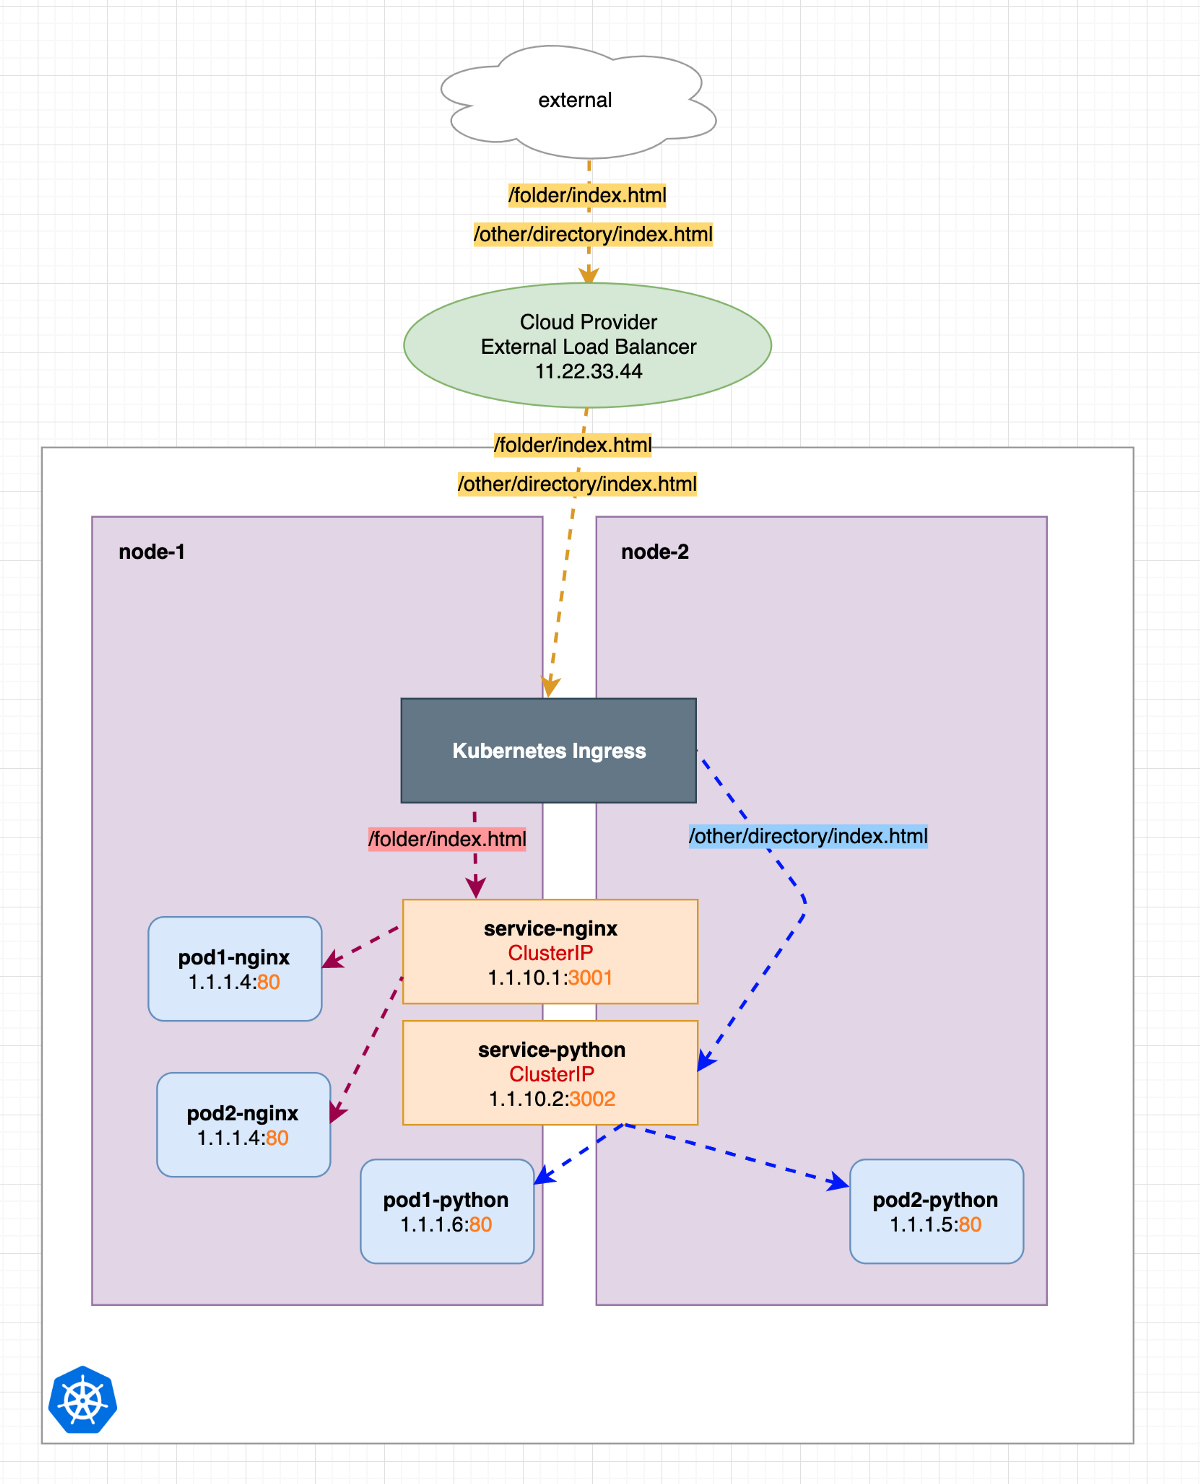 external
/folder/index.html
/other/directory/index.html
Cloud Provider
External Load Balancer
11.22.33.44
/folder/index.html
/other/directory/index.html
node-1
node-2
Kubernetes Ingress
/folder/index.html
/other/directory/index.html
service-nginx
ClusterIP
1.1.10.1:3001
pod1-nginx
1.1.1.4:80
service-python
ClusterIP
1.1.10.2:3002
pod2-nginx
1.1.1.4:80
pod1-python
1.1.1.6:80
pod2-python
1.1.1.5:80